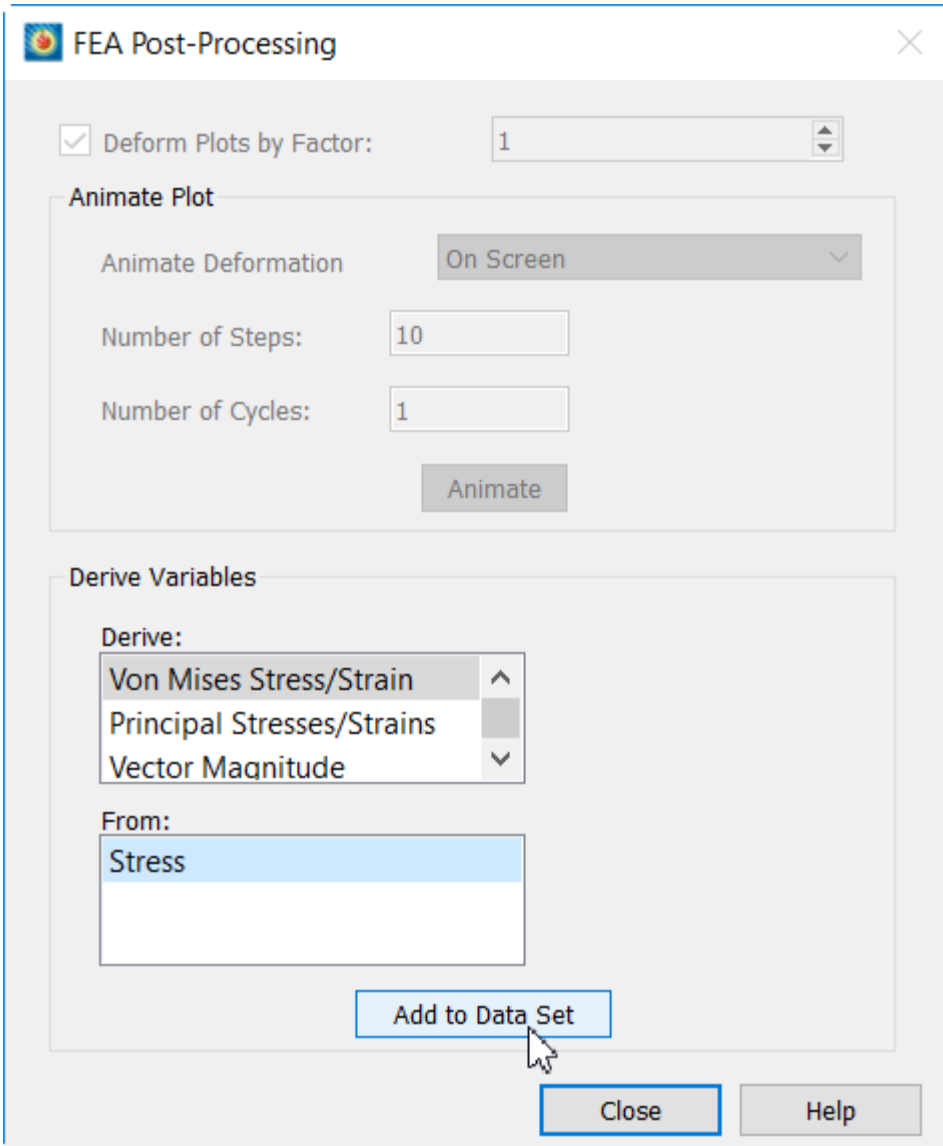 FEA Post-Processing
Deform Plots by Factor: 1
Animate Plot
Animate Deformation On Screen
Number of Steps: 10
Number of Cycles: 1
Animate
Derive Variables
Derive:
Von Mises Stress/Strain
Principal Stresses/Strains
Vector Magnitude
From:
Stress
Add to Data Set
Close Help